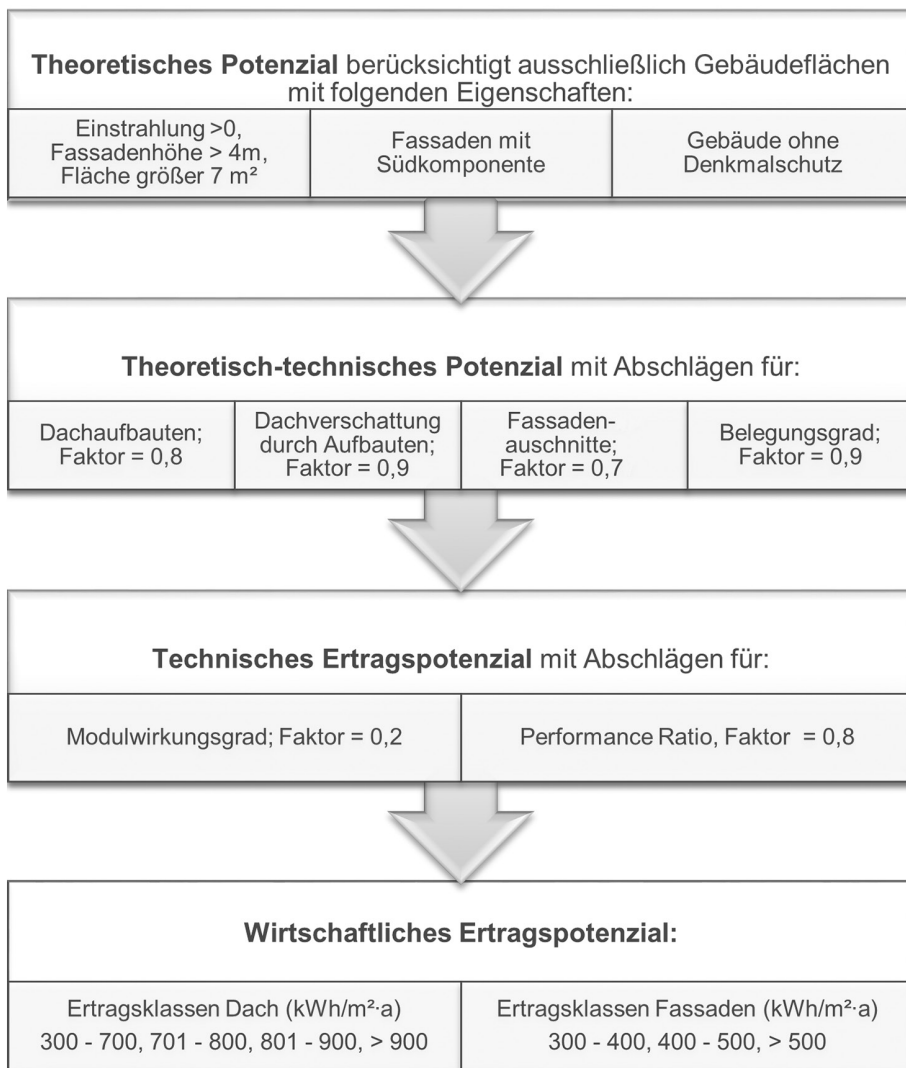 Theoretisches Potenzial berücksichtigt ausschließlich Gebäudeflächen
mit folgenden Eigenschaften:
Einstrahlung >0,
Fassadenhöhe > 4m,
Fläche größer 7 m²
Fassaden mit
Südkomponente
Gebäude ohne
Denkmalschutz
Theoretisch-technisches Potenzial mit Abschlägen für:
Dachaufbauten;
Faktor = 0,8
Dachverschattung
durch Aufbauten;
Faktor = 0,9
Fassaden-
auschnitte;
Faktor = 0,7
Belegungsgrad;
Faktor = 0,9
Technisches Ertragspotenzial mit Abschlägen für:
Modulwirkungsgrad; Faktor = 0,2
Performance Ratio, Faktor  = 0,8
Wirtschaftliches Ertragspotenzial:
Ertragsklassen Dach (kWh/m²·a)
300 - 700, 701 - 800, 801 - 900, > 900
Ertragsklassen Fassaden (kWh/m²·a)
300 - 400, 400 - 500, > 500